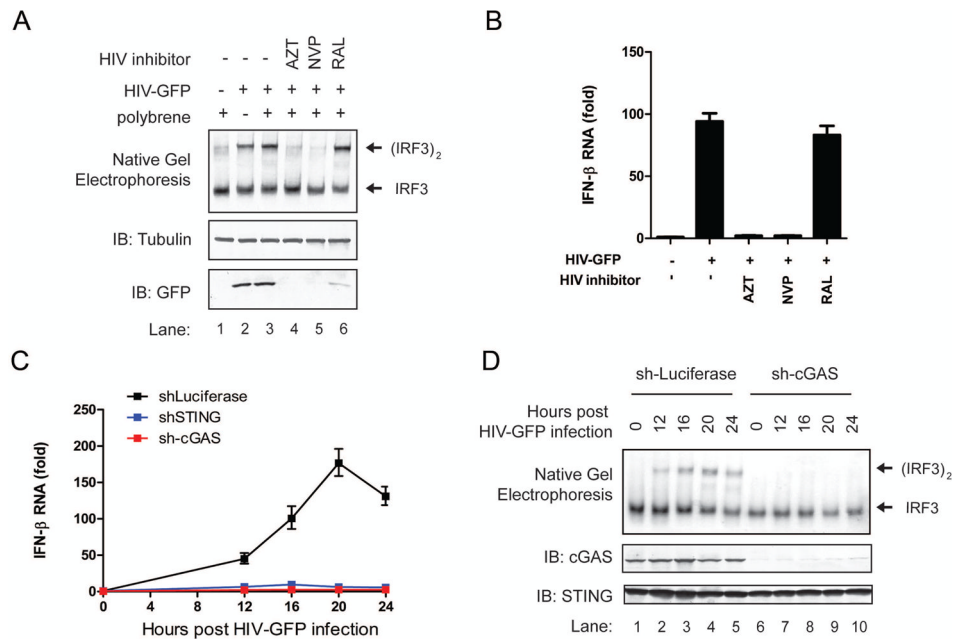 A
HIV inhibitor - - - AZT NVP RAL
HIV-GFP - + + + + +
polybrene + - + + + +
Native Gel Electrophoresis
(IRF3)2
IRF3
IB: Tubulin
IB: GFP
Lane: 1 2 3 4 5 6
B
IFN-β RNA (fold)
150
100
50
0
HIV-GFP - + + + +
HIV inhibitor - - AZT NVP RAL
C
shLuciferase
shSTING
sh-cGAS
IFN-β RNA (fold)
250
200
150
100
50
0
0 4 8 12 16 20 24
Hours post HIV-GFP infection
D
sh-Luciferase sh-cGAS
Hours post
HIV-GFP infection
0 12 16 20 24 0 12 16 20 24
Native Gel
Electrophoresis
(IRF3)2
IRF3
IB: cGAS
IB: STING
Lane: 1 2 3 4 5 6 7 8 9 10